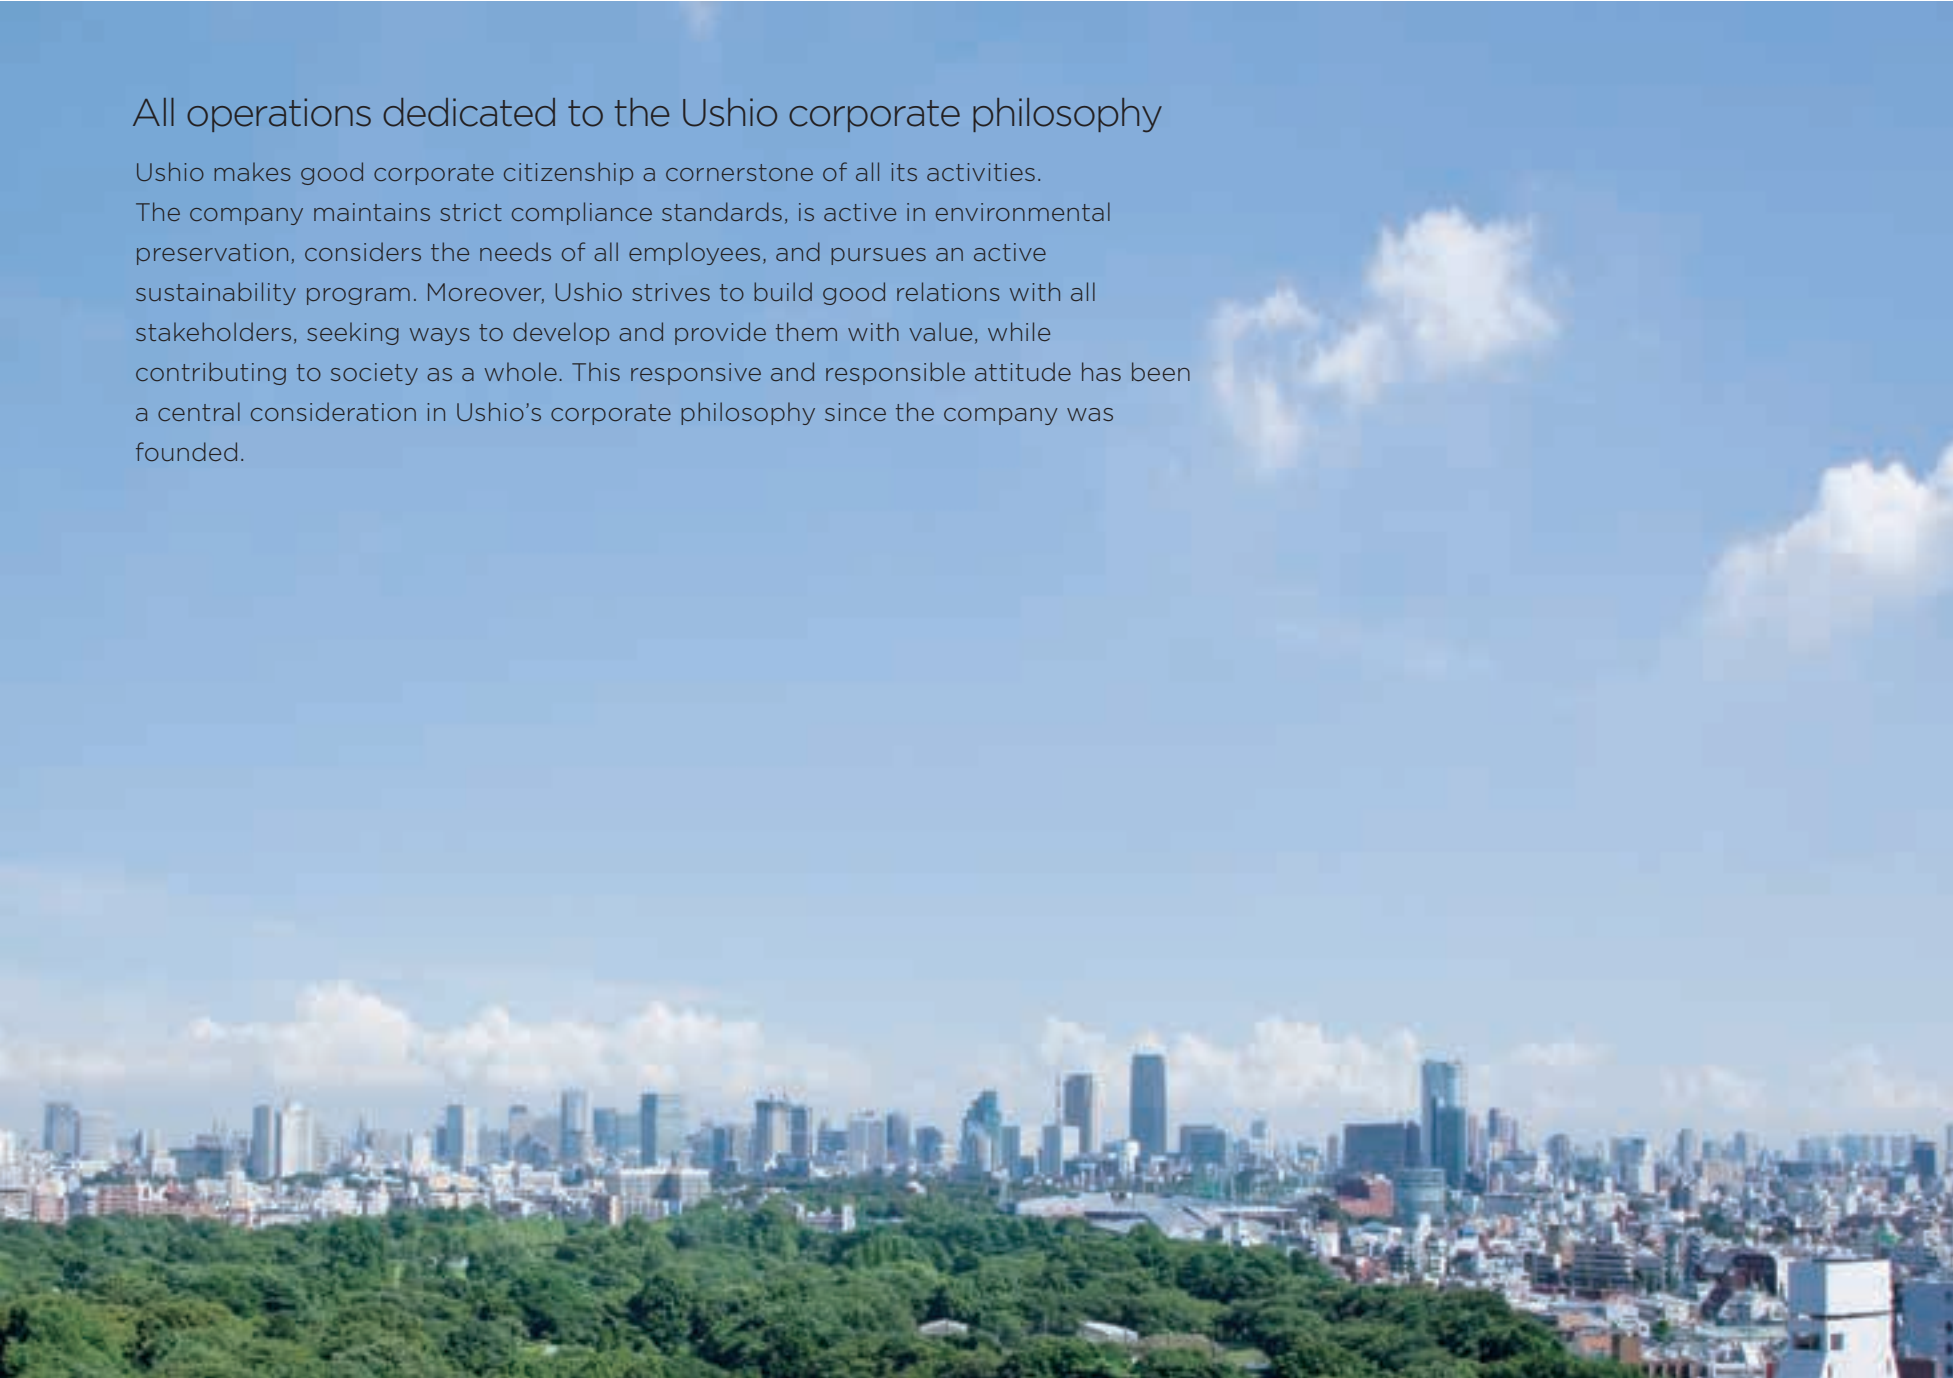 All operations dedicated to the Ushio corporate philosophy
Ushio makes good corporate citizenship a cornerstone of all its activities.
The company maintains strict compliance standards, is active in environmental
preservation, considers the needs of all employees, and pursues an active
sustainability program. Moreover, Ushio strives to build good relations with all
stakeholders, seeking ways to develop and provide them with value, while
contributing to society as a whole. This responsive and responsible attitude has been
a central consideration in Ushio’s corporate philosophy since the company was
founded.